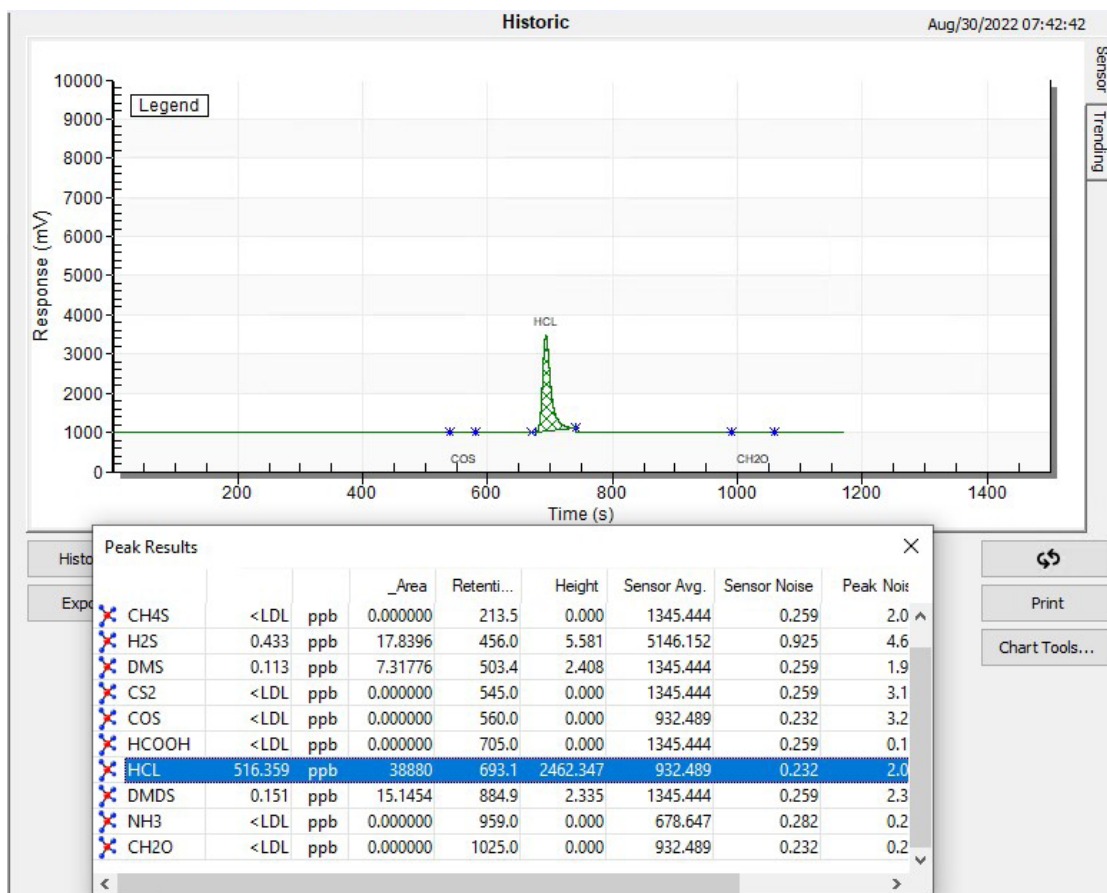 Historic
Aug/30/2022 07:42:42
Sensor
Trending
Legend
Response (mV)
10000
9000
8000
7000
6000
5000
4000
3000
2000
1000
0
HCL
COS
CH2O
200 400 600 800 1000 1200 1400
Time (s)
Histo
Expo
Print
Chart Tools...
Peak Results
_Area Retenti... Height Sensor Avg. Sensor Noise Peak Nois
CH4S <LDL ppb 0.000000 213.5 0.000 1345.444 0.259 2.0
H2S 0.433 ppb 17.8396 456.0 5.581 5146.152 0.925 4.6
DMS 0.113 ppb 7.31776 503.4 2.408 1345.444 0.259 1.9
CS2 <LDL ppb 0.000000 545.0 0.000 1345.444 0.259 3.1
COS <LDL ppb 0.000000 560.0 0.000 932.489 0.232 3.2
HCOOH <LDL ppb 0.000000 705.0 0.000 1345.444 0.259 0.1
HCL 516.359 ppb 38880 693.1 2462.347 932.489 0.232 2.0
DMDS 0.151 ppb 15.1454 884.9 2.335 1345.444 0.259 2.3
NH3 <LDL ppb 0.000000 959.0 0.000 678.647 0.282 0.2
CH2O <LDL ppb 0.000000 1025.0 0.000 932.489 0.232 0.2